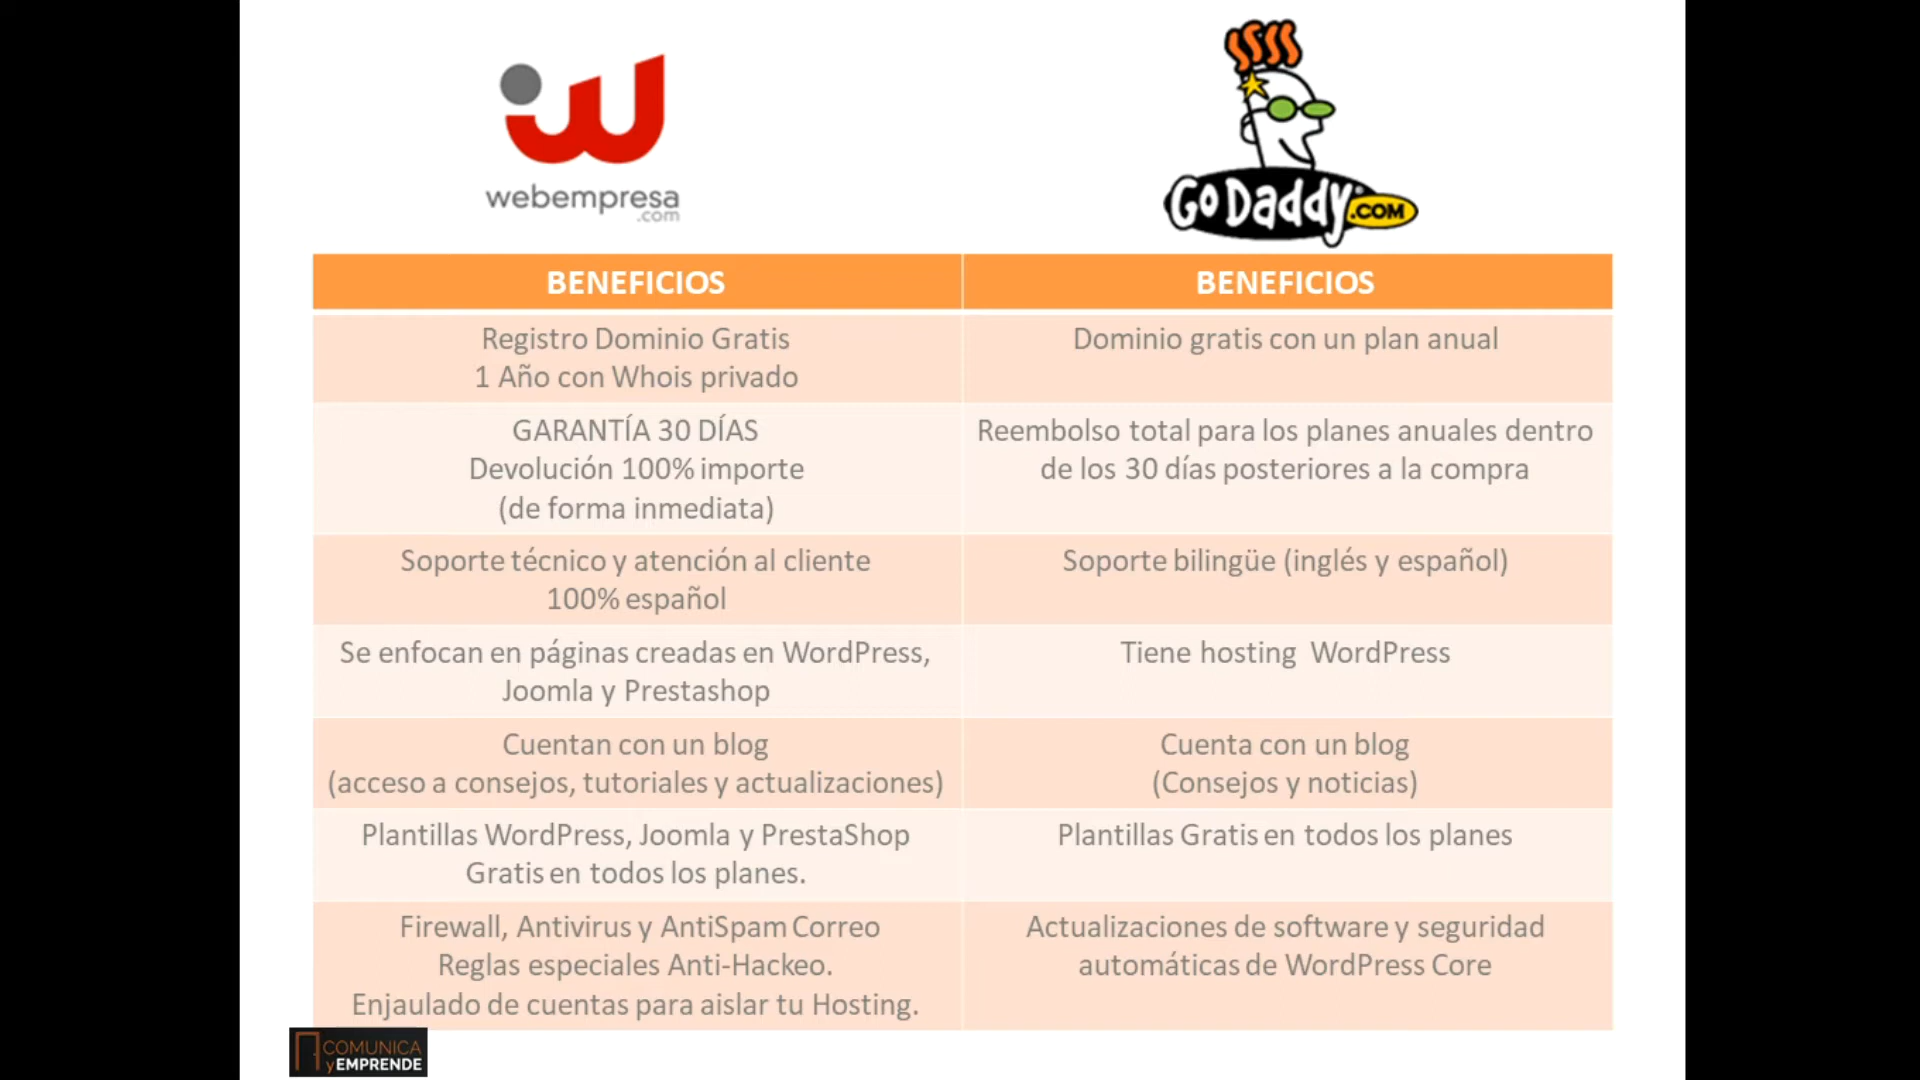 webempresa
.com
GoDaddy.COM
BENEFICIOS
BENEFICIOS
Registro Dominio Gratis
1 Año con Whois privado
Dominio gratis con un plan anual
GARANTÍA 30 DÍAS
Devolución 100% importe
(de forma inmediata)
Reembolso total para los planes anuales dentro
de los 30 días posteriores a la compra
Soporte técnico y atención al cliente
100% español
Soporte bilingüe (inglés y español)
Se enfocan en páginas creadas en WordPress,
Joomla y Prestashop
Tiene hosting WordPress
Cuentan con un blog
(acceso a consejos, tutoriales y actualizaciones)
Cuenta con un blog
(Consejos y noticias)
Plantillas WordPress, Joomla y PrestaShop
Gratis en todos los planes.
Plantillas Gratis en todos los planes
Firewall, Antivirus y AntiSpam Correo
Reglas especiales Anti-Hackeo.
Enjaulado de cuentas para aislar tu Hosting.
Actualizaciones de software y seguridad
automáticas de WordPress Core
COMUNICA
y EMPRENDE